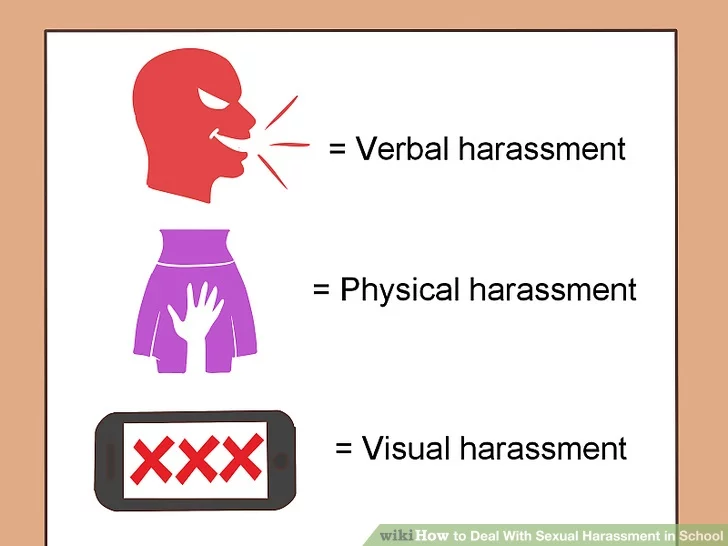 = Verbal harassment
= Physical harassment
XXX
= Visual harassment
wikiHow to Deal With Sexual Harassment in School